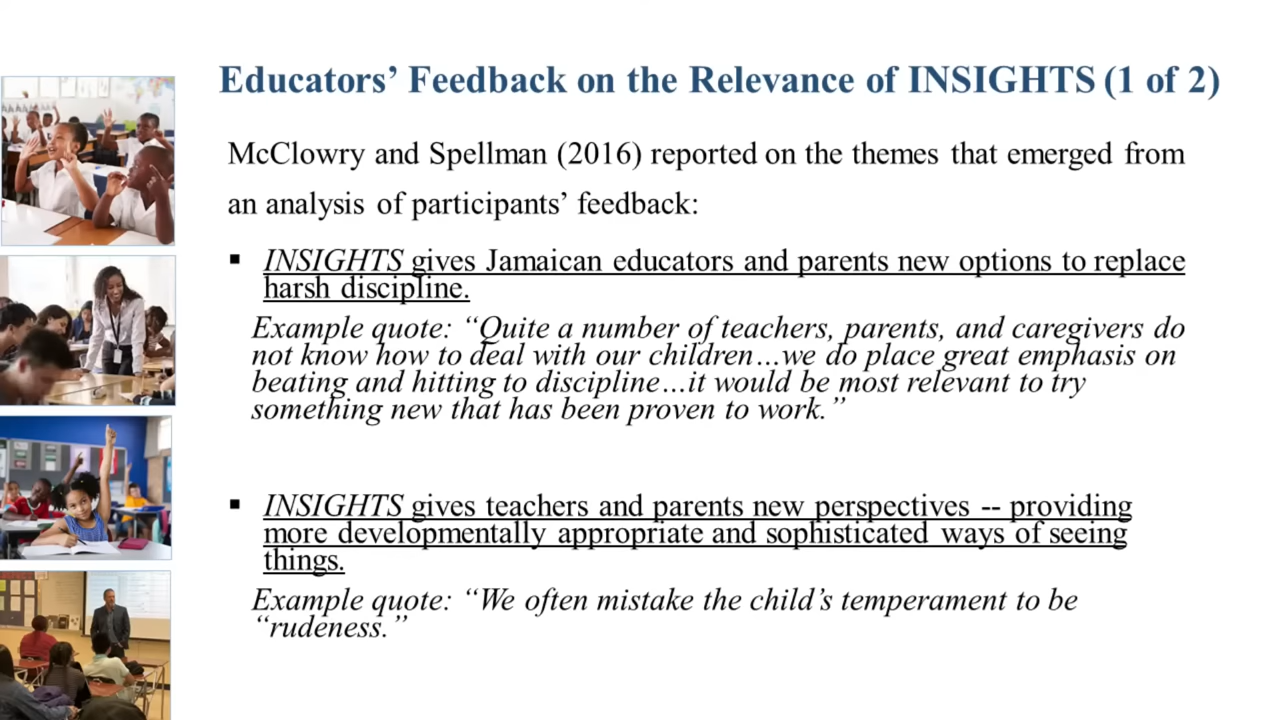 Educators’ Feedback on the Relevance of INSIGHTS (1 of 2)
McClowry and Spellman (2016) reported on the themes that emerged from
an analysis of participants’ feedback:
▪ INSIGHTS gives Jamaican educators and parents new options to replace
harsh discipline.
Example quote: “Quite a number of teachers, parents, and caregivers do
not know how to deal with our children…we do place great emphasis on
beating and hitting to discipline…it would be most relevant to try
something new that has been proven to work.”
▪ INSIGHTS gives teachers and parents new perspectives -- providing
more developmentally appropriate and sophisticated ways of seeing
things.
Example quote: “We often mistake the child’s temperament to be
“rudeness.”